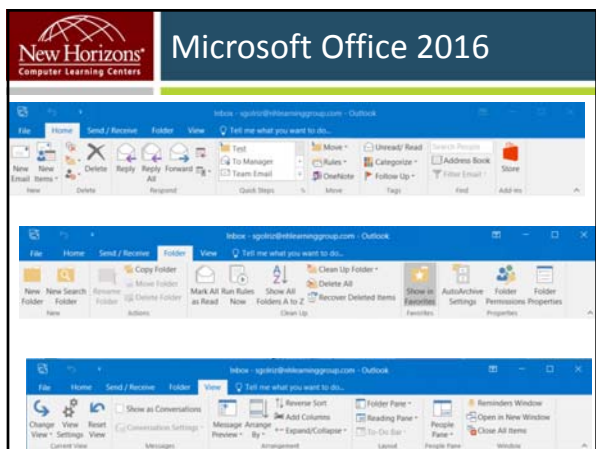 New Horizons®
Computer Learning Centers
Microsoft Office 2016
Inbox - sgolriz@nhlearninggroup.com - Outlook
File Home Send / Receive Folder View Tell me what you want to do...
New Email
New Items
Delete
Reply
Reply All
Forward
Test
To Manager
Team Email
Move
Rules
OneNote
Unread/ Read
Categorize
Follow Up
Search People
Address Book
Filter Email
Store
New Delete Respond Quick Steps Move Tags Find Add-ins
Inbox - sgolriz@nhlearninggroup.com - Outlook
File Home Send / Receive Folder View Tell me what you want to do...
New Folder
New Search Folder
Rename Folder
Copy Folder
Move Folder
Delete Folder
Mark All as Read
Run Rules Now
Show All Folders A to Z
Clean Up Folder
Delete All
Recover Deleted Items
Show in Favorites
AutoArchive Settings
Folder Permissions
Folder Properties
New Actions Clean Up Favorites Properties
Inbox - sgolriz@nhlearninggroup.com - Outlook
File Home Send / Receive Folder View Tell me what you want to do...
Change View
View Settings
Reset View
Show as Conversations
Conversation Settings
Message Preview
Arrange By
Reverse Sort
Add Columns
Expand/Collapse
Folder Pane
Reading Pane
To-Do Bar
People Pane
Reminders Window
Open in New Window
Close All Items
Current View Messages Arrangement Layout People Pane Window